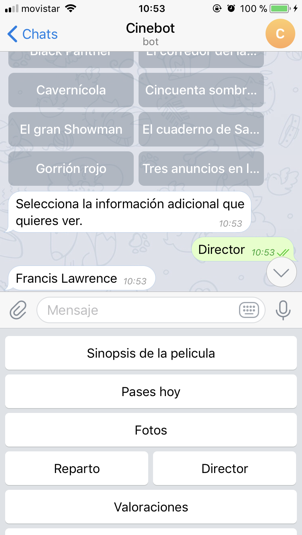 movistar 10:53 100 %
Chats
Cinebot
bot
C
Black Panther El corredor del la...
Cavernícola Cincuenta sombr...
El gran Showman El cuaderno de Sa...
Gorrión rojo Tres anuncios en l...
Selecciona la información adicional que
quieres ver. 10:53
Director 10:53
Francis Lawrence 10:53
Mensaje
Sinopsis de la pelicula
Pases hoy
Fotos
Reparto Director
Valoraciones